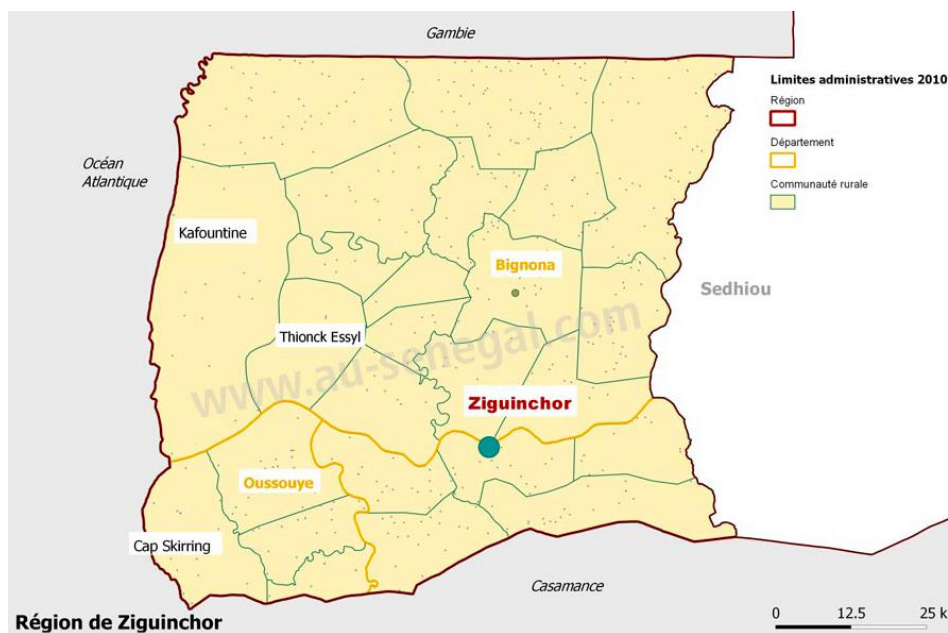 Gambie
Limites administratives 2010
Région
Département
Communauté rurale
Océan
Atlantique
Kafountine
Bignona
Sedhiou
Thionck Essyl
www.au-senegal.com
Ziguinchor
Oussouye
Cap Skirring
Casamance
Région de Ziguinchor
0 12.5 25 k